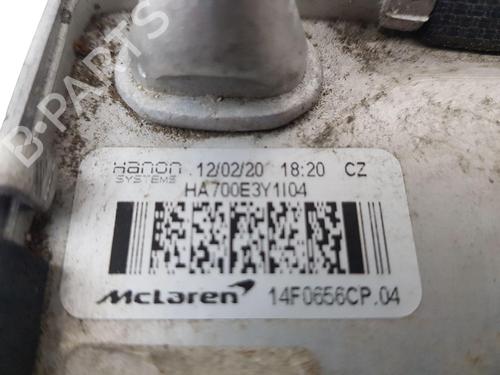 B-PARTS
Hanon SYSTEMS 12/02/20 18:20 CZ
HA700E3Y1I04
McLaren 14F0656CP.04